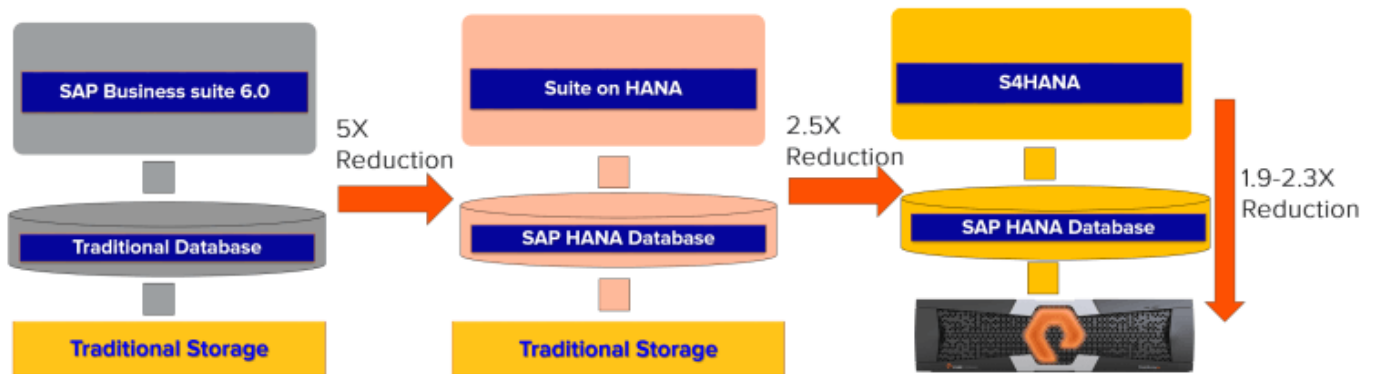 SAP Business suite 6.0
Traditional Database
Traditional Storage
5X
Reduction
Suite on HANA
SAP HANA Database
Traditional Storage
2.5X
Reduction
S4HANA
SAP HANA Database
1.9-2.3X
Reduction